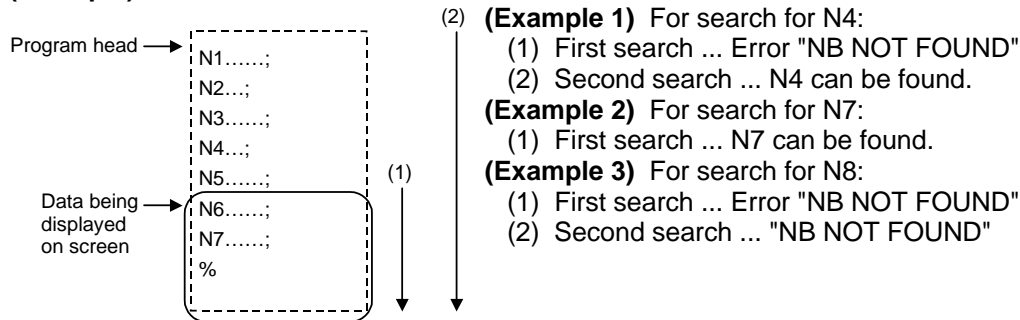 Program head
N1......;
N2...;
N3......;
N4...;
N5......;
Data being
displayed
on screen
N6......;
N7......;
%
(1)
(2)
(Example 1) For search for N4:
(1) First search ... Error "NB NOT FOUND"
(2) Second search ... N4 can be found.
(Example 2) For search for N7:
(1) First search ... N7 can be found.
(Example 3) For search for N8:
(1) First search ... Error "NB NOT FOUND"
(2) Second search ... "NB NOT FOUND"